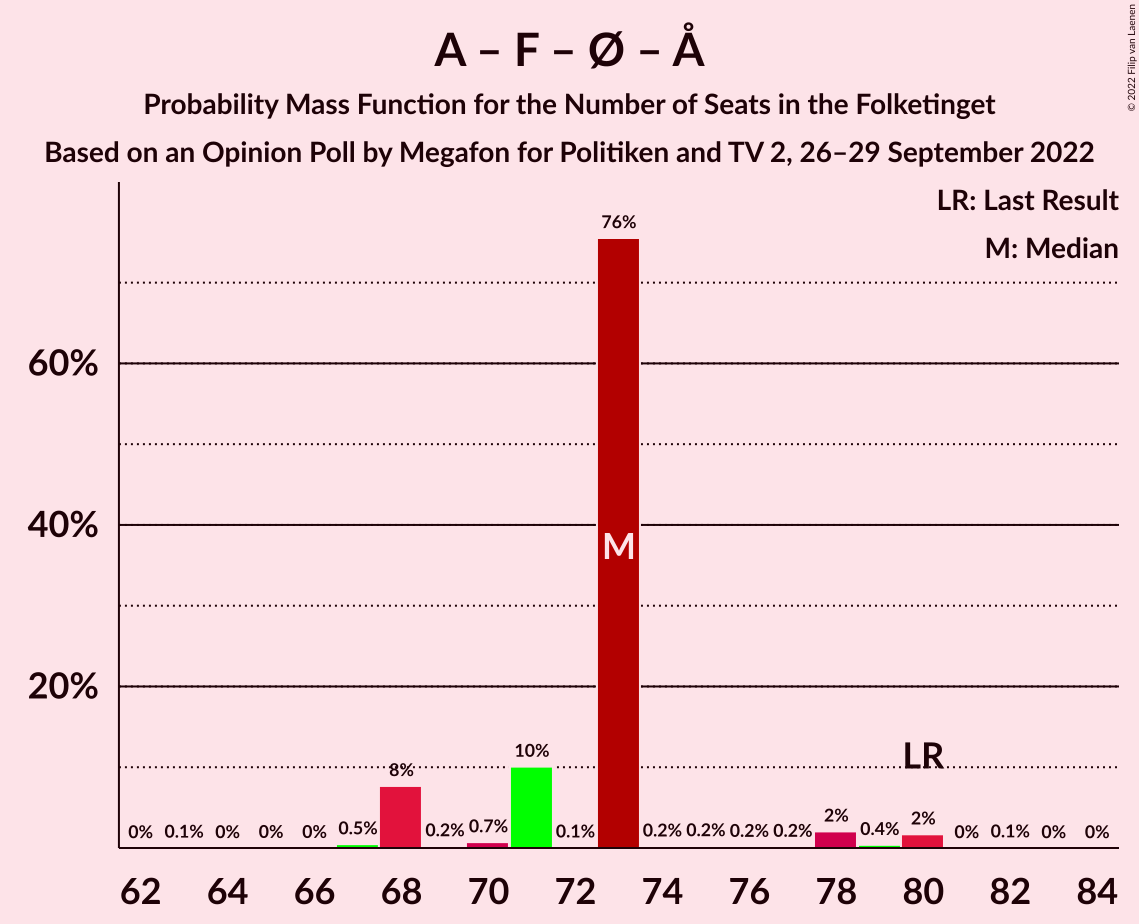 A – F – Ø – Å
Probability Mass Function for the Number of Seats in the Folketinget
Based on an Opinion Poll by Megafon for Politiken and TV 2, 26–29 September 2022
© 2022 Filip van Laenen
LR: Last Result
M: Median
76%
60%
M
40%
20%
LR
10%
8%
0% 0.1% 0% 0% 0% 0.5% 0.2% 0.7% 0.1% 0.2% 0.2% 0.2% 0.2% 2% 0.4% 2% 0% 0.1% 0% 0%
62 64 66 68 70 72 74 76 78 80 82 84